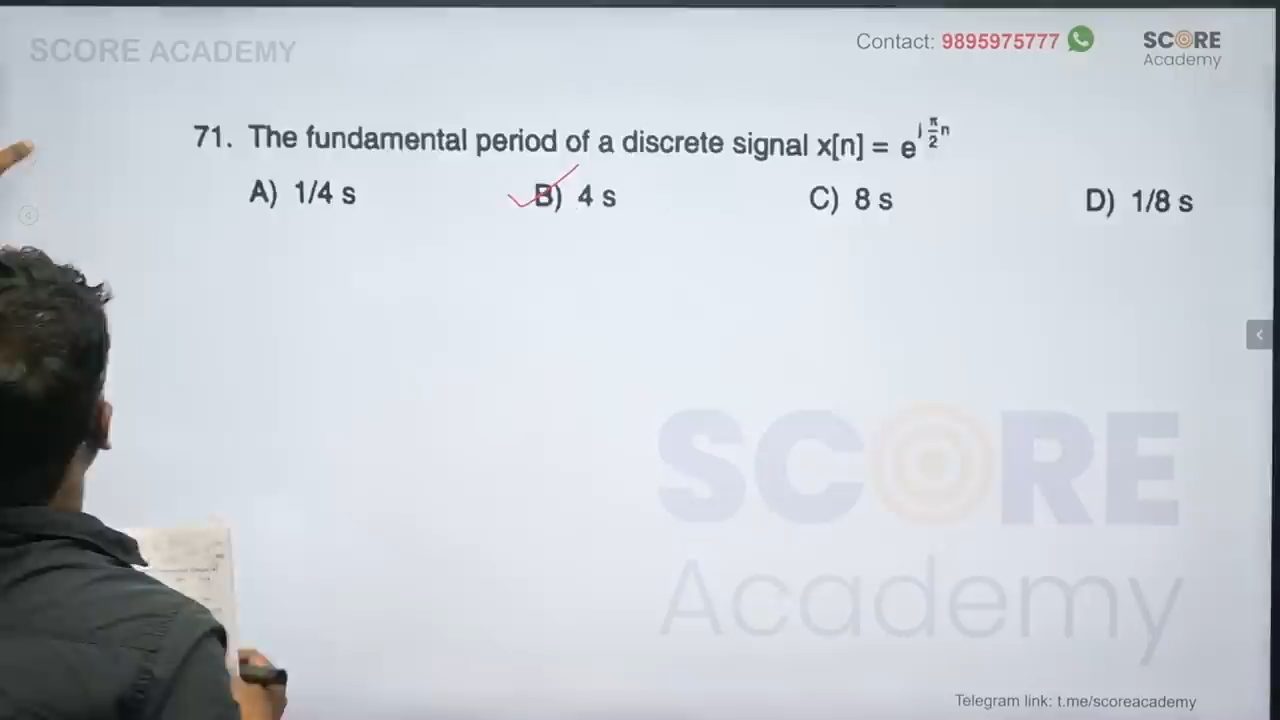 SCORE ACADEMY
Contact: 9895975777
SCORE
Academy
71. The fundamental period of a discrete signal x[n] = e^{j\frac{π}{2}n}
A) 1/4 s B) 4 s C) 8 s D) 1/8 s
SCORE
Academy
Telegram link: t.me/scoreacademy